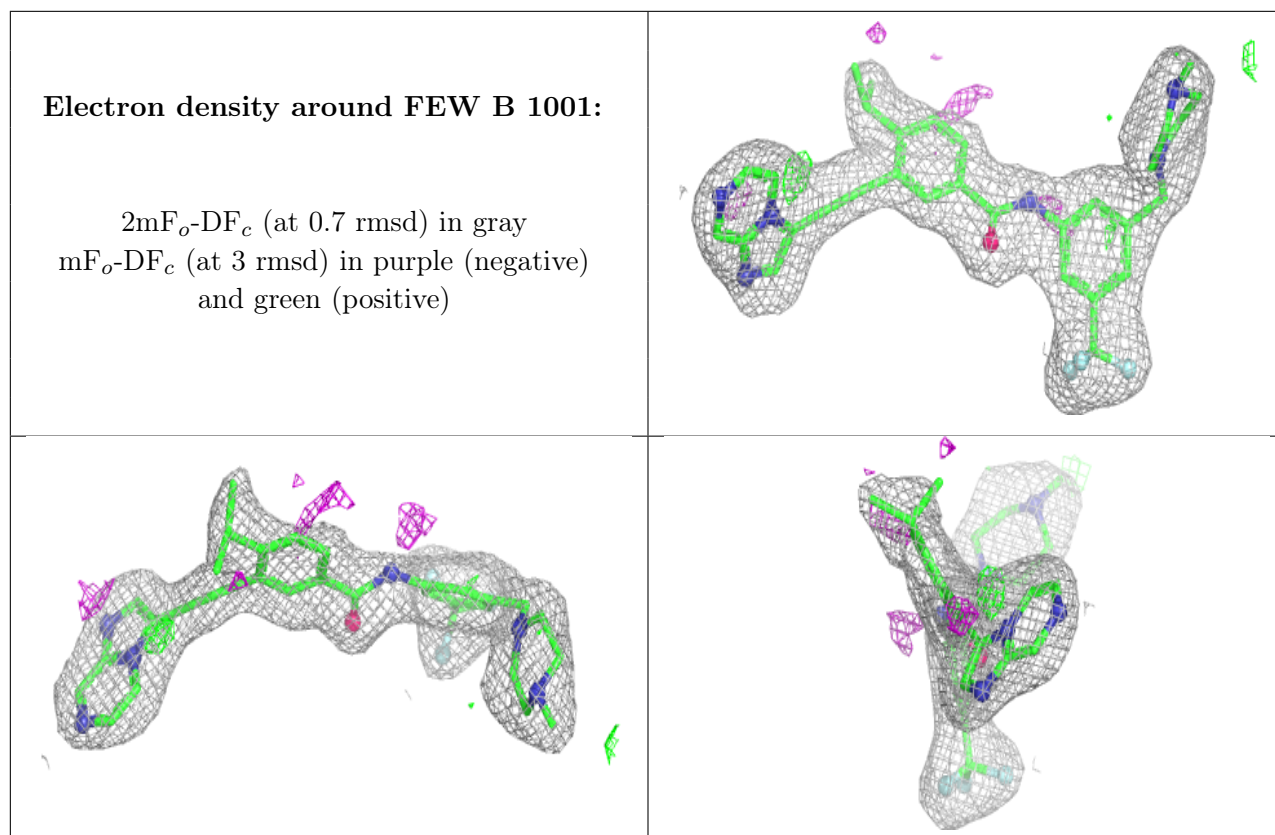 Electron density around FEW B 1001:
2mFo-DFc (at 0.7 rmsd) in gray
mFo-DFc (at 3 rmsd) in purple (negative)
and green (positive)